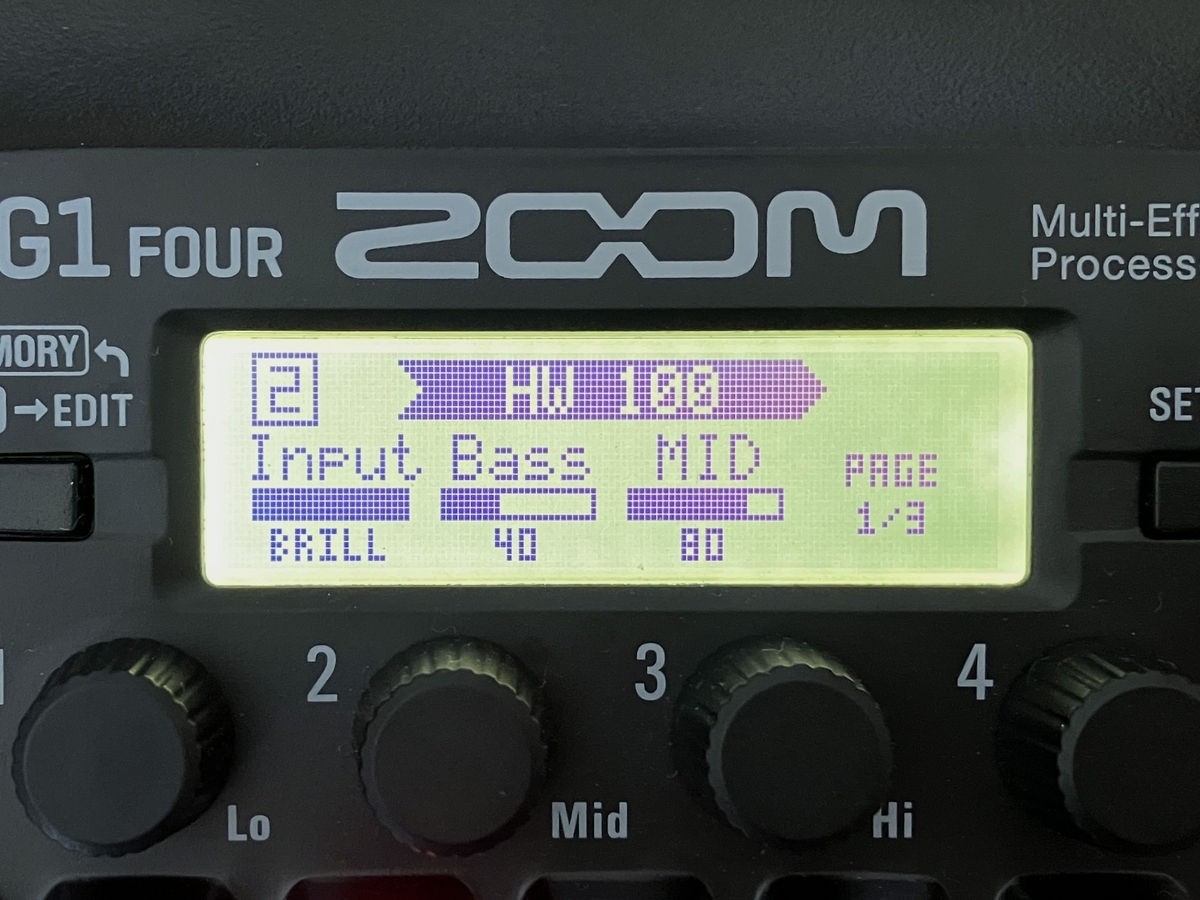 G1 FOUR ZOOM Multi-Eff
Process
MORY
→EDIT
SET
2 HW 100
Input Bass MID
PAGE
1/3
BRILL 40 80
1 2 3 4
Lo Mid Hi